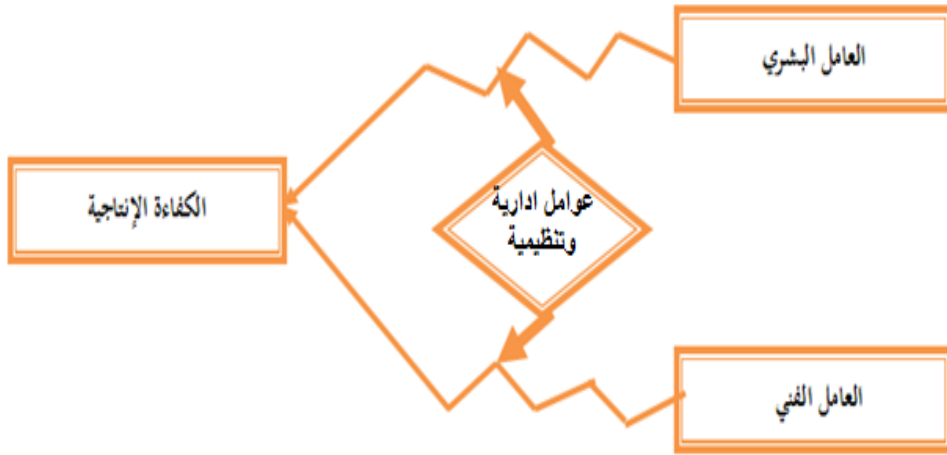 العامل البشري
عوامل ادارية
وتنظيمية
الكفاءة الإنتاجية
العامل الفني